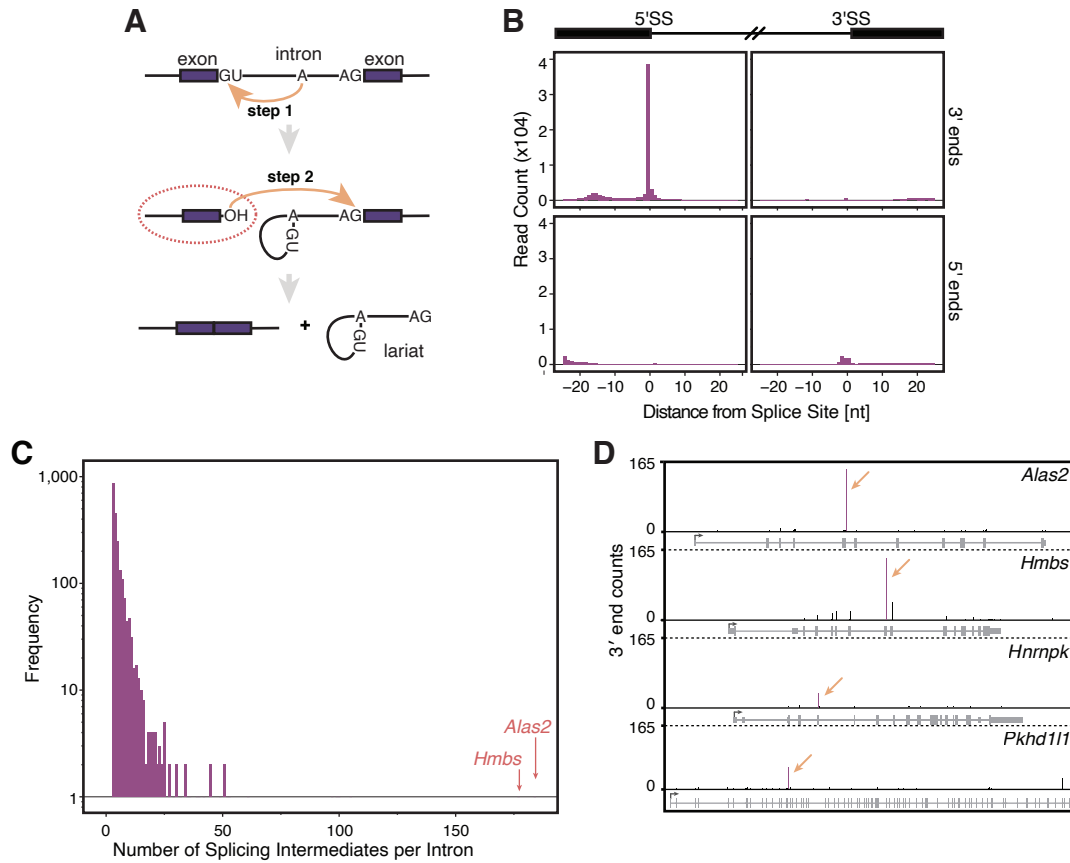 A
exon
intron
exon
GU
A
AG
step 1
step 2
OH
A
AG
GU
+
A
AG
GU
lariat
B
5'SS
3'SS
Read Count (x104)
4
3
2
1
0
4
3
2
1
0
3' ends
5' ends
−20 −10 0 10 20
−20 −10 0 10 20
Distance from Splice Site [nt]
C
Frequency
1,000
100
10
1
Alas2
Hmbs
0 50 100 150
Number of Splicing Intermediates per Intron
D
3′ end counts
165
Alas2
0
165
Hmbs
0
165
Hnrnpk
0
165
Pkhd1l1
0